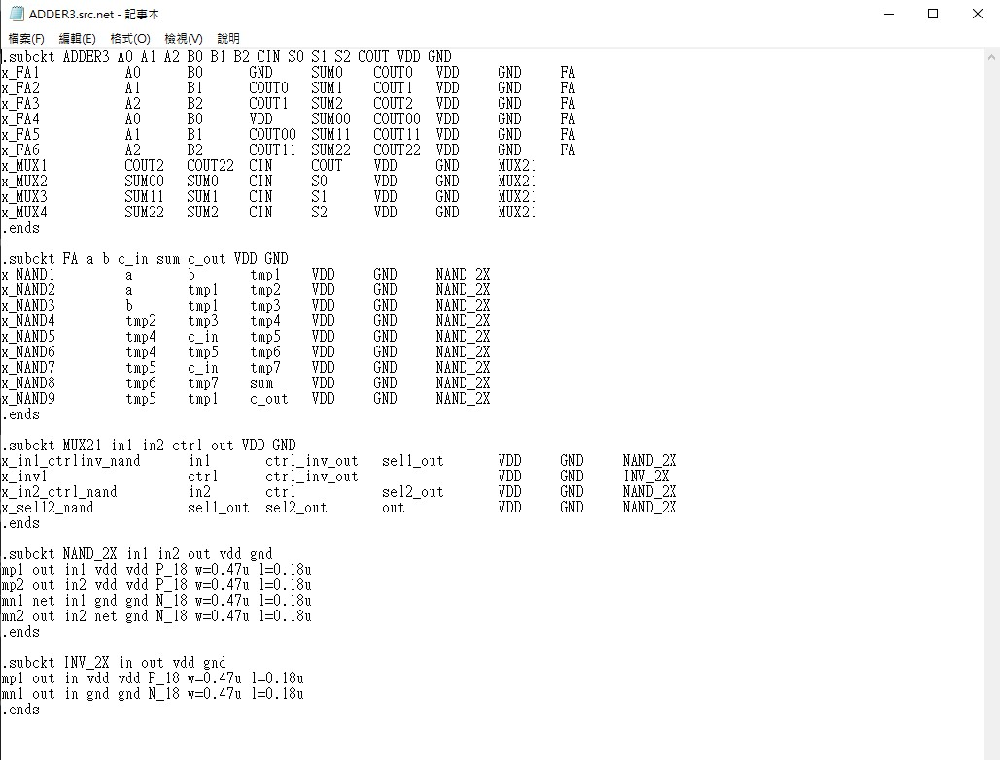 ADDER3.src.net - 記事本
檔案(F) 編輯(E) 格式(O) 檢視(V) 說明
.subckt ADDER3 A0 A1 A2 B0 B1 B2 CIN S0 S1 S2 COUT VDD GND
x_FA1 A0 B0 GND SUM0 COUT0 VDD GND FA
x_FA2 A1 B1 COUT0 SUM1 COUT1 VDD GND FA
x_FA3 A2 B2 COUT1 SUM2 COUT2 VDD GND FA
x_FA4 A0 B0 VDD SUM00 COUT00 VDD GND FA
x_FA5 A1 B1 COUT00 SUM11 COUT11 VDD GND FA
x_FA6 A2 B2 COUT11 SUM22 COUT22 VDD GND FA
x_MUX1 COUT2 COUT22 CIN COUT VDD GND MUX21
x_MUX2 SUM00 SUM0 CIN S0 VDD GND MUX21
x_MUX3 SUM11 SUM1 CIN S1 VDD GND MUX21
x_MUX4 SUM22 SUM2 CIN S2 VDD GND MUX21
.ends
.subckt FA a b c_in sum c_out VDD GND
x_NAND1 a b tmp1 VDD GND NAND_2X
x_NAND2 a tmp1 tmp2 VDD GND NAND_2X
x_NAND3 b tmp1 tmp3 VDD GND NAND_2X
x_NAND4 tmp2 tmp3 tmp4 VDD GND NAND_2X
x_NAND5 tmp4 c_in tmp5 VDD GND NAND_2X
x_NAND6 tmp4 tmp5 tmp6 VDD GND NAND_2X
x_NAND7 tmp5 c_in tmp7 VDD GND NAND_2X
x_NAND8 tmp6 tmp7 sum VDD GND NAND_2X
x_NAND9 tmp5 tmp1 c_out VDD GND NAND_2X
.ends
.subckt MUX21 in1 in2 ctrl out VDD GND
x_in1_ctrlinv_nand in1 ctrl_inv_out sel1_out VDD GND NAND_2X
x_inv1 ctrl ctrl_inv_out VDD GND INV_2X
x_in2_ctrl_nand in2 ctrl sel2_out VDD GND NAND_2X
x_sel12_nand sel1_out sel2_out out VDD GND NAND_2X
.ends
.subckt NAND_2X in1 in2 out vdd gnd
mp1 out in1 vdd vdd P_18 w=0.47u l=0.18u
mp2 out in2 vdd vdd P_18 w=0.47u l=0.18u
mn1 net in1 gnd gnd N_18 w=0.47u l=0.18u
mn2 out in2 net gnd N_18 w=0.47u l=0.18u
.ends
.subckt INV_2X in out vdd gnd
mp1 out in vdd vdd P_18 w=0.47u l=0.18u
mn1 out in gnd gnd N_18 w=0.47u l=0.18u
.ends